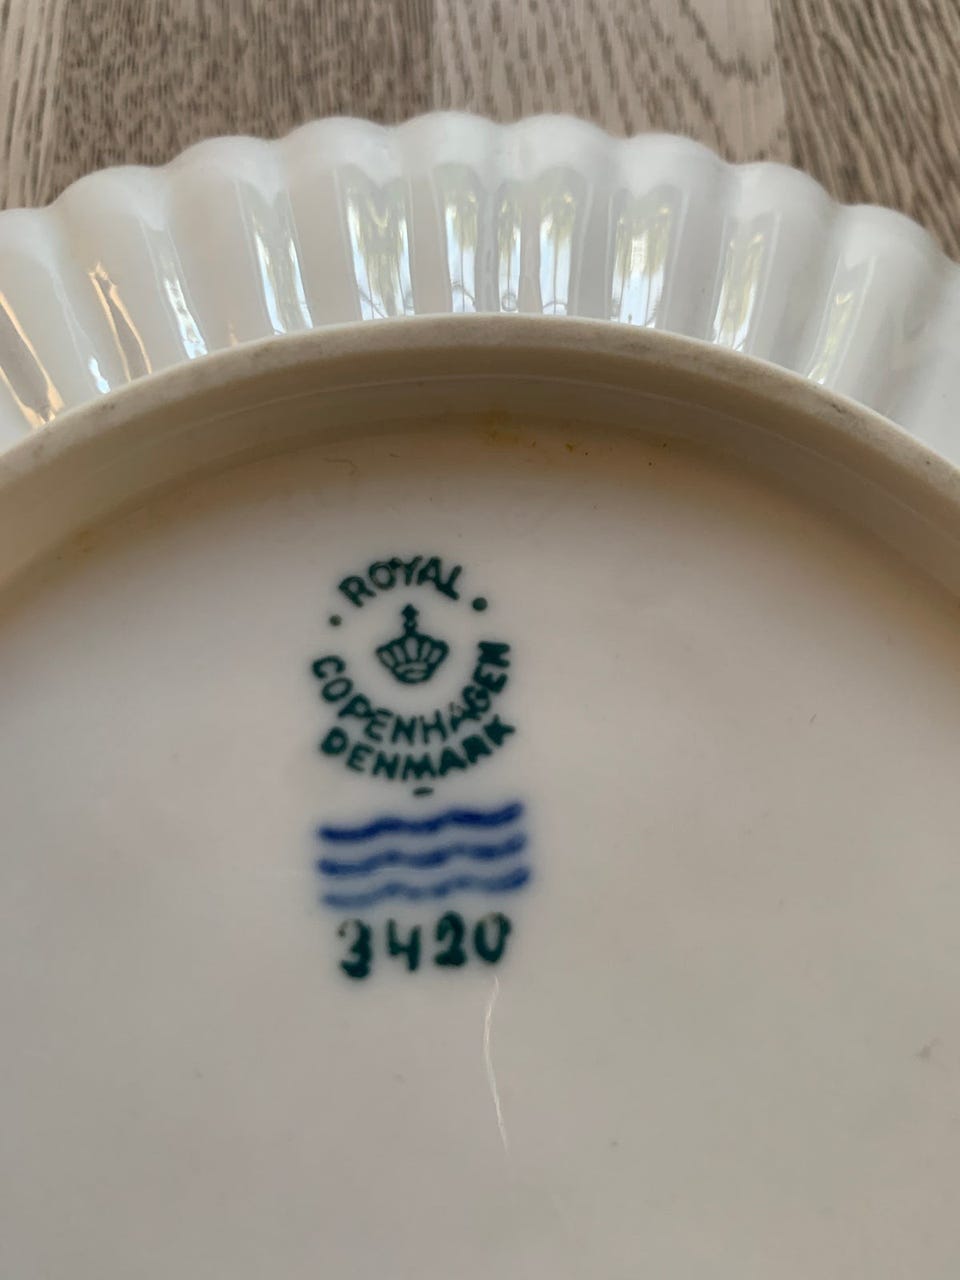 ROYAL
COPENHAGEN
DENMARK
3420